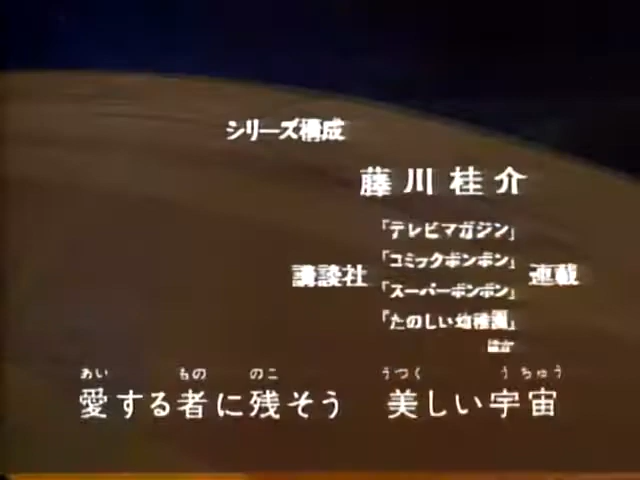 シリーズ構成
藤川桂介
「テレビマガジン」
「コミックボンボン」
講談社 「スーパーボンボン」 連載
「たのしい幼稚園」
ほか
あい もの のこ うつく うちゅう
愛する者に残そう 美しい宇宙